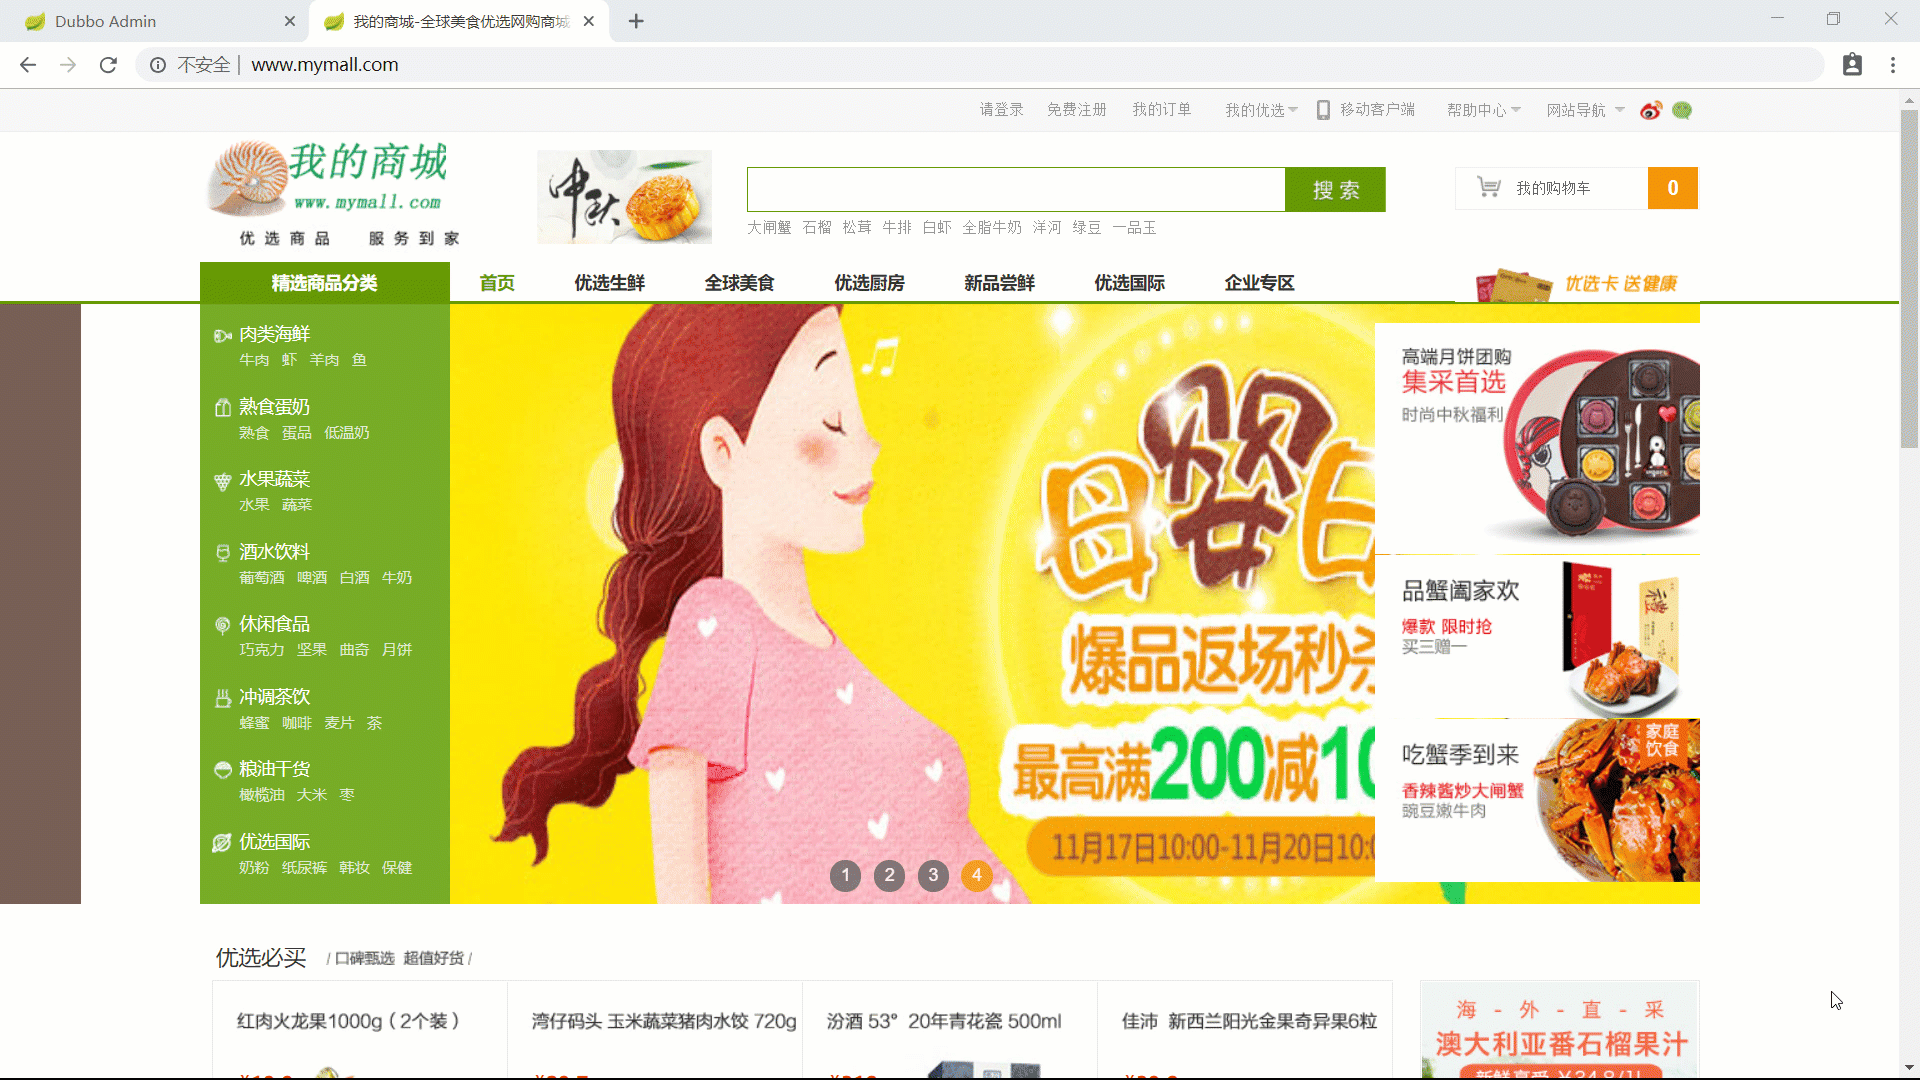 Dubbo Admin
我的商城-全球美食优选网购商城
不安全 | www.mymall.com
请登录 免费注册 我的订单 我的优选 移动客户端 帮助中心 网站导航
我的商城
www.mymall.com
优选商品 服务到家
中秋
搜 索
我的购物车 0
大闸蟹 石榴 松茸 牛排 白虾 全脂牛奶 洋河 绿豆 一品玉
精选商品分类
首页 优选生鲜 全球美食 优选厨房 新品尝鲜 优选国际 企业专区
优选卡 送健康
肉类海鲜
牛肉 虾 羊肉 鱼
熟食蛋奶
熟食 蛋品 低温奶
水果蔬菜
水果 蔬菜
酒水饮料
葡萄酒 啤酒 白酒 牛奶
休闲食品
巧克力 坚果 曲奇 月饼
冲调茶饮
蜂蜜 咖啡 麦片 茶
粮油干货
橄榄油 大米 枣
优选国际
奶粉 纸尿裤 韩妆 保健
母婴日
爆品返场秒杀
最高满200减10
11月17日10:00-11月20日10:0
1 2 3 4
高端月饼团购
集采首选
时尚中秋福利
品蟹阖家欢
爆款 限时抢
买三赠一
吃蟹季到来
香辣酱炒大闸蟹
豌豆嫩牛肉
家庭
饮食
优选必买 / 口碑甄选 超值好货 /
红肉火龙果1000g（2个装）
湾仔码头 玉米蔬菜猪肉水饺 720g
汾酒 53° 20年青花瓷 500ml
佳沛 新西兰阳光金果奇异果6粒
海-外-直-采
澳大利亚番石榴果汁